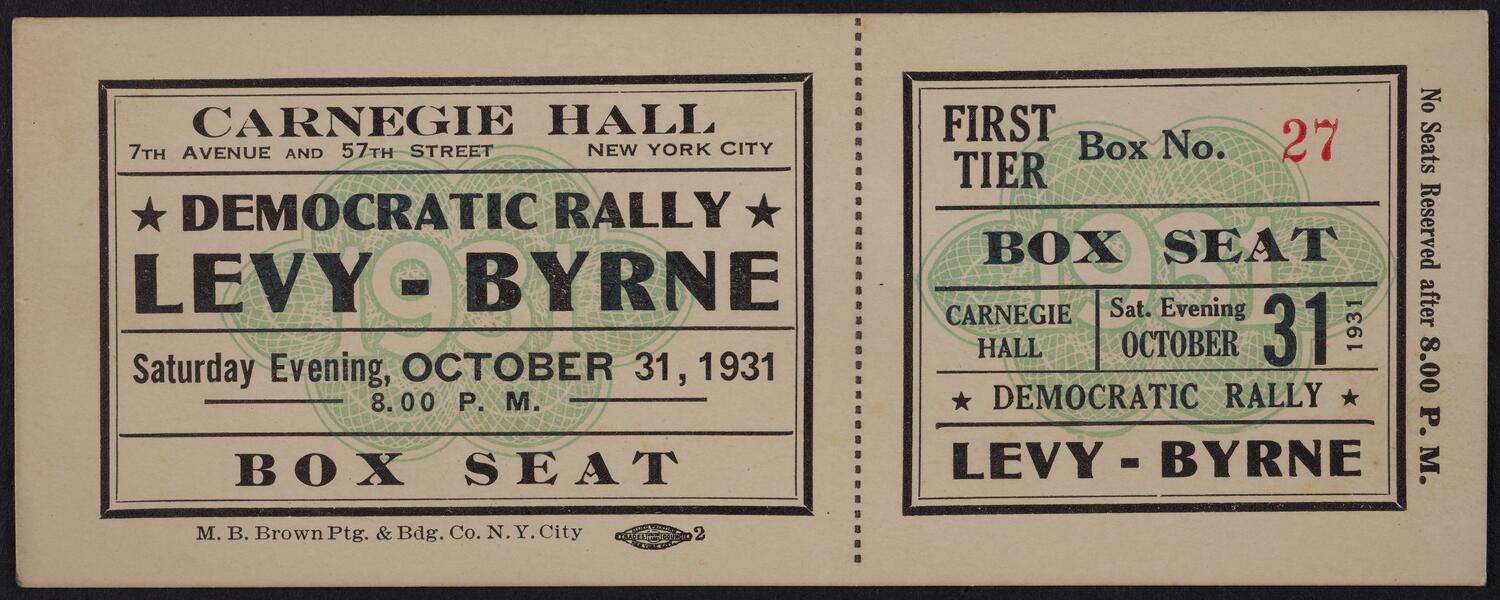 CARNEGIE HALL
7TH AVENUE AND 57TH STREET NEW YORK CITY
★ DEMOCRATIC RALLY ★
LEVY - BYRNE
Saturday Evening, OCTOBER 31, 1931
8.00 P. M.
BOX SEAT
M. B. Brown Ptg. & Bdg. Co. N. Y. City
2
1931
FIRST
TIER
Box No. 27
BOX SEAT
CARNEGIE
HALL
Sat. Evening
OCTOBER
31
1931
★ DEMOCRATIC RALLY ★
LEVY - BYRNE
1931
No Seats Reserved after 8.00 P. M.